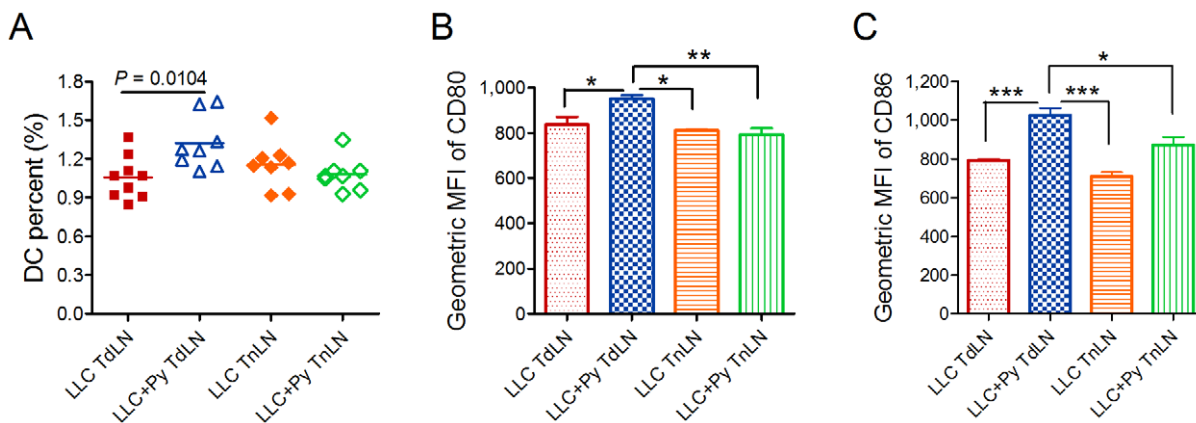 A
P = 0.0104
DC percent (%)
1.8
1.5
1.2
0.9
0.6
0.3
0.0
LLC TdLN
LLC+Py TdLN
LLC TnLN
LLC+Py TnLN
B
**
*
*
Geometric MFI of CD80
1,000
800
600
400
200
0
LLC TdLN
LLC+Py TdLN
LLC TnLN
LLC+Py TnLN
C
*
***
***
Geometric MFI of CD86
1,200
1,000
800
600
400
200
0
LLC TdLN
LLC+Py TdLN
LLC TnLN
LLC+Py TnLN